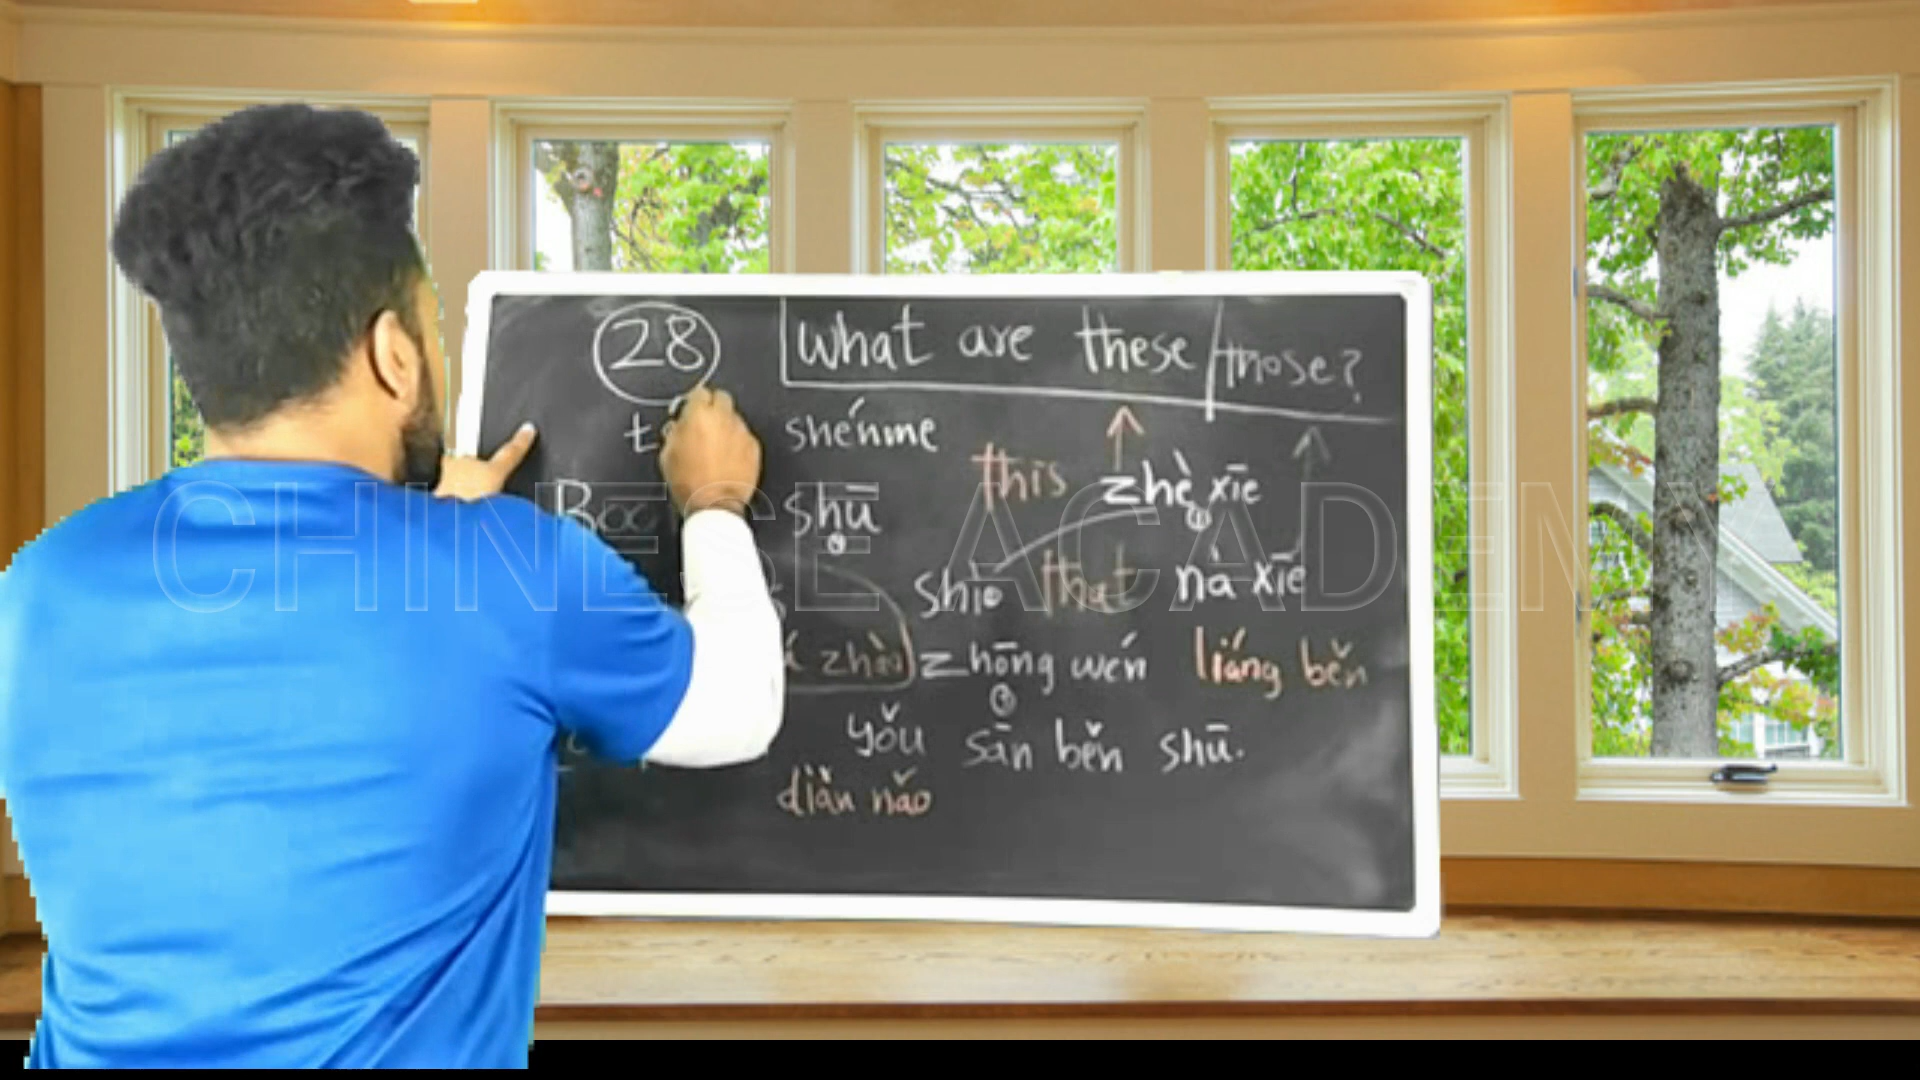 28 What are these / those?
shénme
this zhè xiē
shū
CHINESE ACADEMY
shì that nà xiē
zhōng wén liǎng běn
yǒu sān běn shū.
diàn nǎo